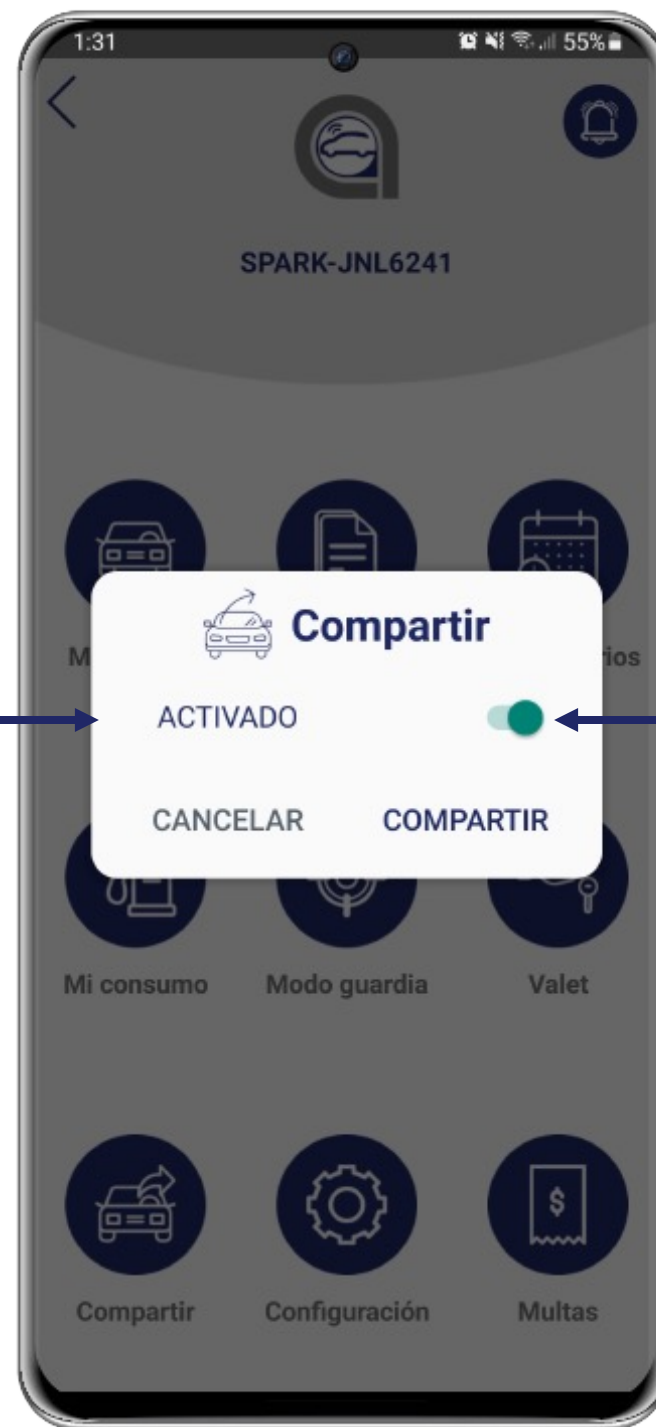 1:31 55%
SPARK-JNL6241
Compartir
ACTIVADO
CANCELAR COMPARTIR
Mi consumo Modo guardia Valet
Compartir Configuración Multas
$